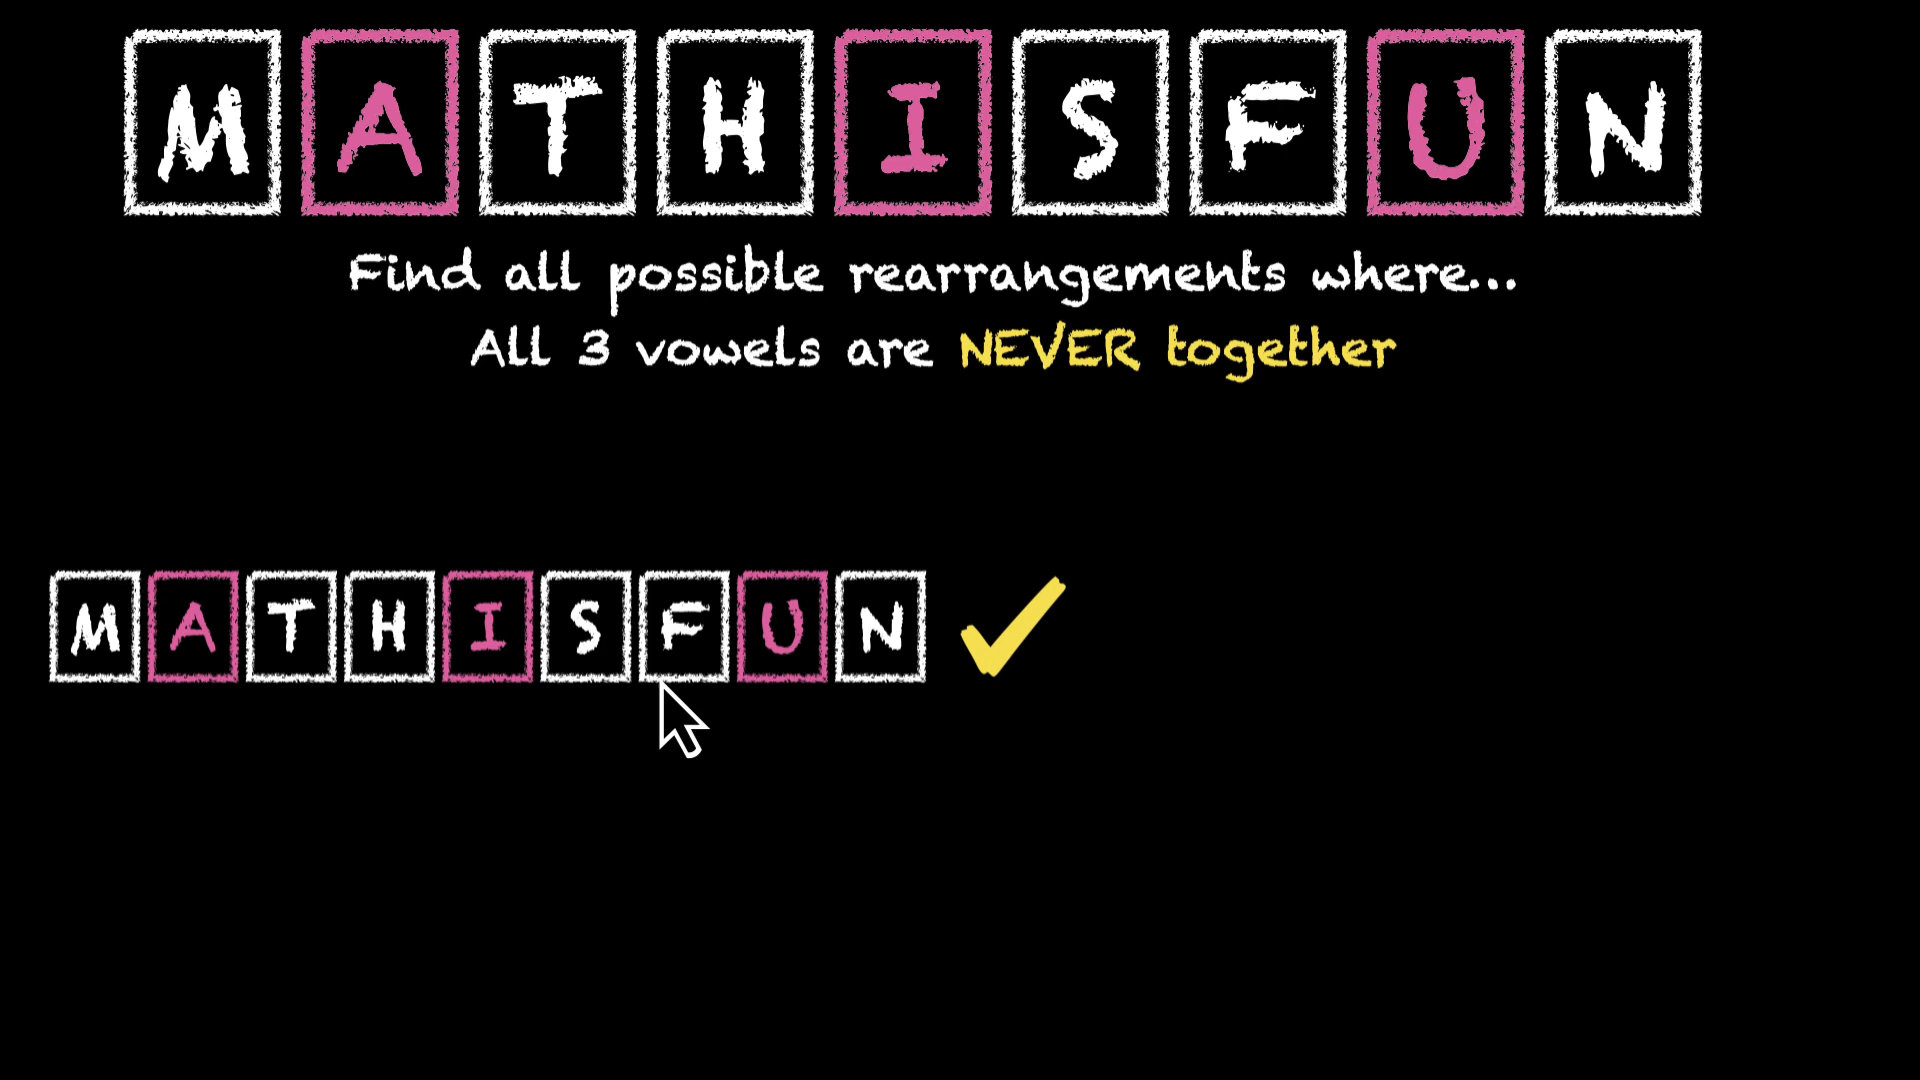 MATHISFUN
Find all possible rearrangements where...
All 3 vowels are NEVER together
MATHISFUN